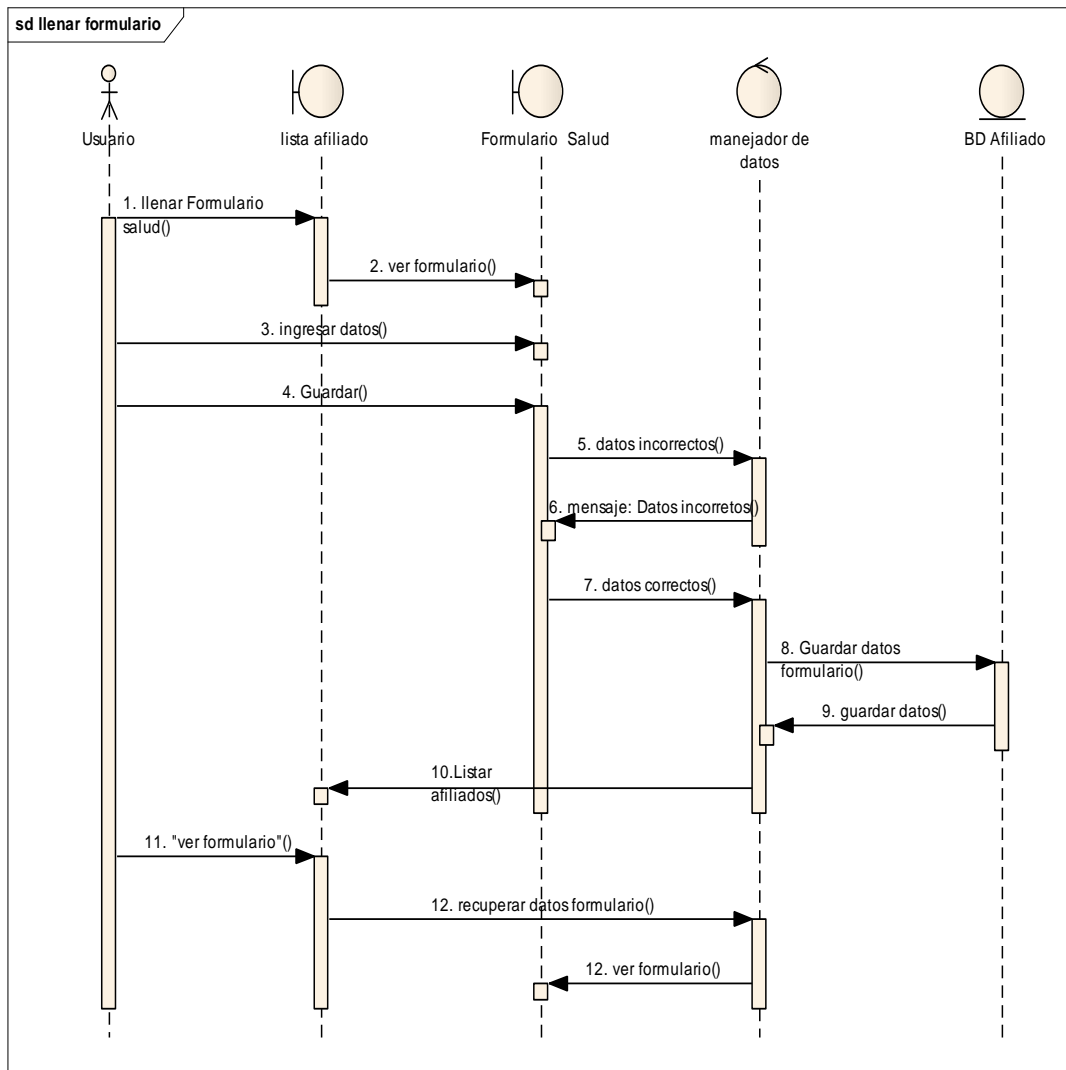 sd llenar formulario
Usuario
lista afiliado
Formulario Salud
manejador de
datos
BD Afiliado
1. llenar Formulario
salud()
2. ver formulario()
3. ingresar datos()
4. Guardar()
5. datos incorrectos()
6. mensaje: Datos incorretos()
7. datos correctos()
8. Guardar datos
formulario()
9. guardar datos()
10.Listar
afiliados()
11. "ver formulario"()
12. recuperar datos formulario()
12. ver formulario()